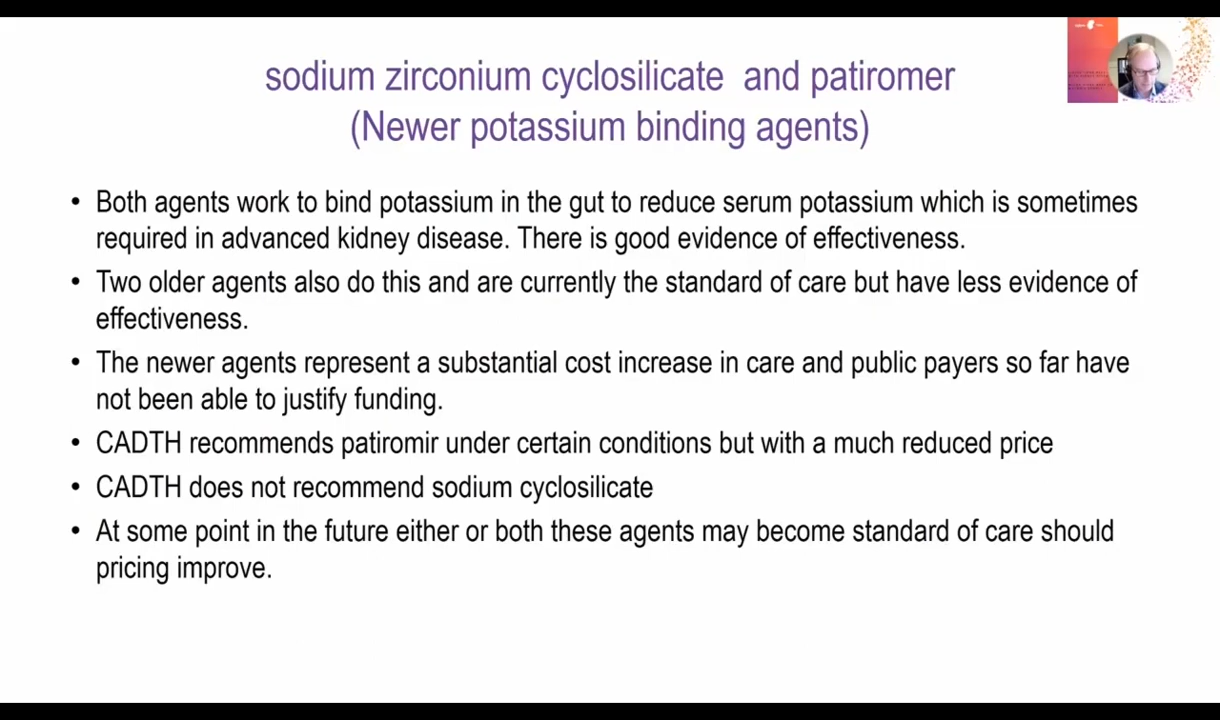 sodium zirconium cyclosilicate and patiromer
(Newer potassium binding agents)
• Both agents work to bind potassium in the gut to reduce serum potassium which is sometimes
required in advanced kidney disease. There is good evidence of effectiveness.
• Two older agents also do this and are currently the standard of care but have less evidence of
effectiveness.
• The newer agents represent a substantial cost increase in care and public payers so far have
not been able to justify funding.
• CADTH recommends patiromir under certain conditions but with a much reduced price
• CADTH does not recommend sodium cyclosilicate
• At some point in the future either or both these agents may become standard of care should
pricing improve.